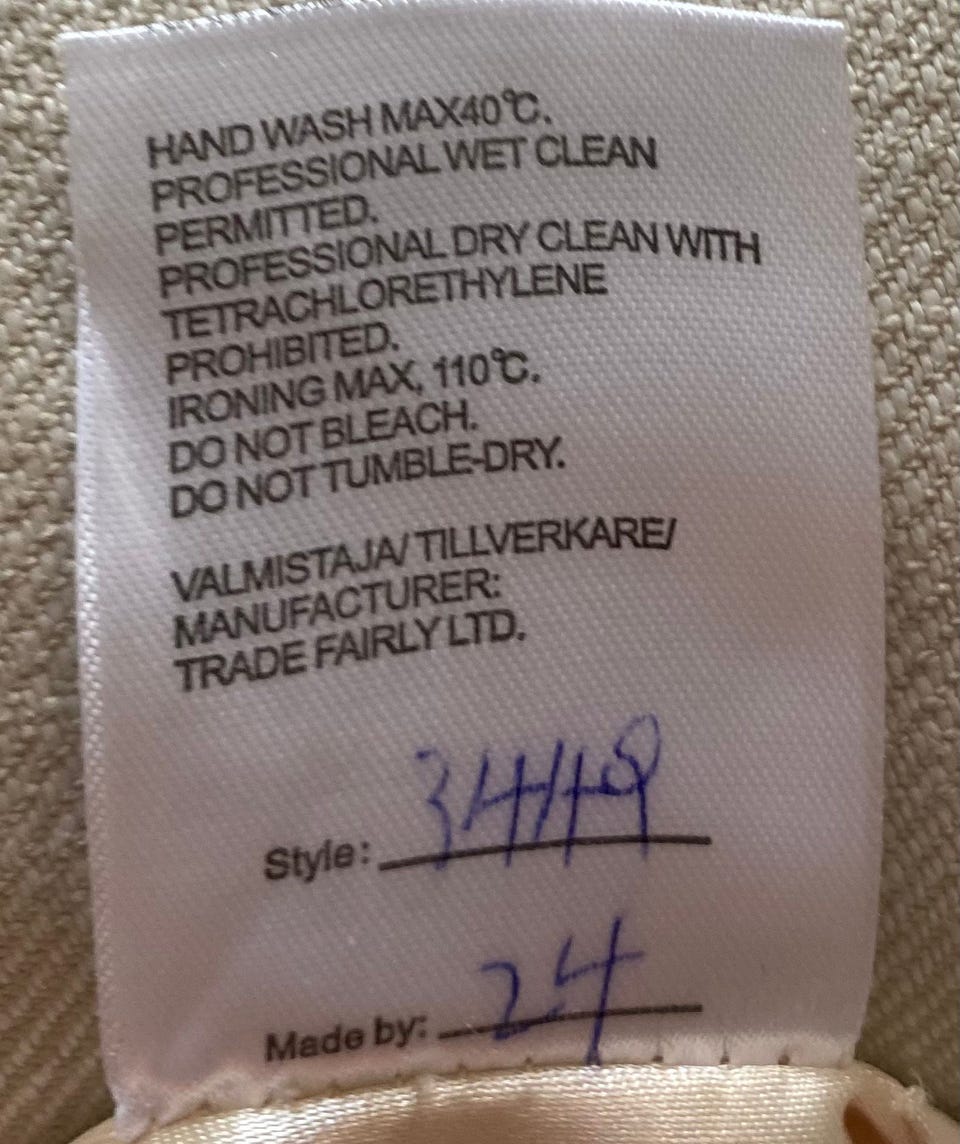 HAND WASH MAX40℃.
PROFESSIONAL WET CLEAN
PERMITTED.
PROFESSIONAL DRY CLEAN WITH
TETRACHLORETHYLENE
PROHIBITED.
IRONING MAX, 110℃.
DO NOT BLEACH.
DO NOT TUMBLE-DRY.
VALMISTAJA/ TILLVERKARE/
MANUFACTURER:
TRADE FAIRLY LTD.
Style:
Made by: 24